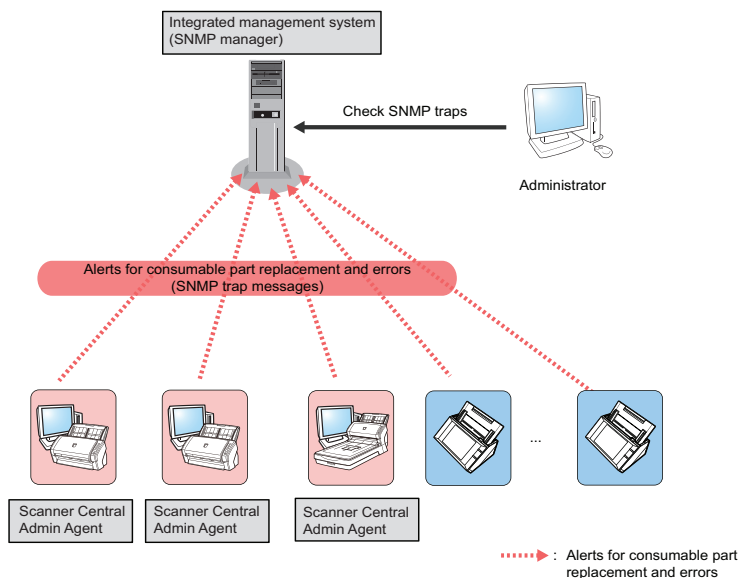 Integrated management system
(SNMP manager)
Check SNMP traps
Administrator
Alerts for consumable part replacement and errors
(SNMP trap messages)
...
Scanner Central
Admin Agent
Scanner Central
Admin Agent
Scanner Central
Admin Agent
: Alerts for consumable part
replacement and errors